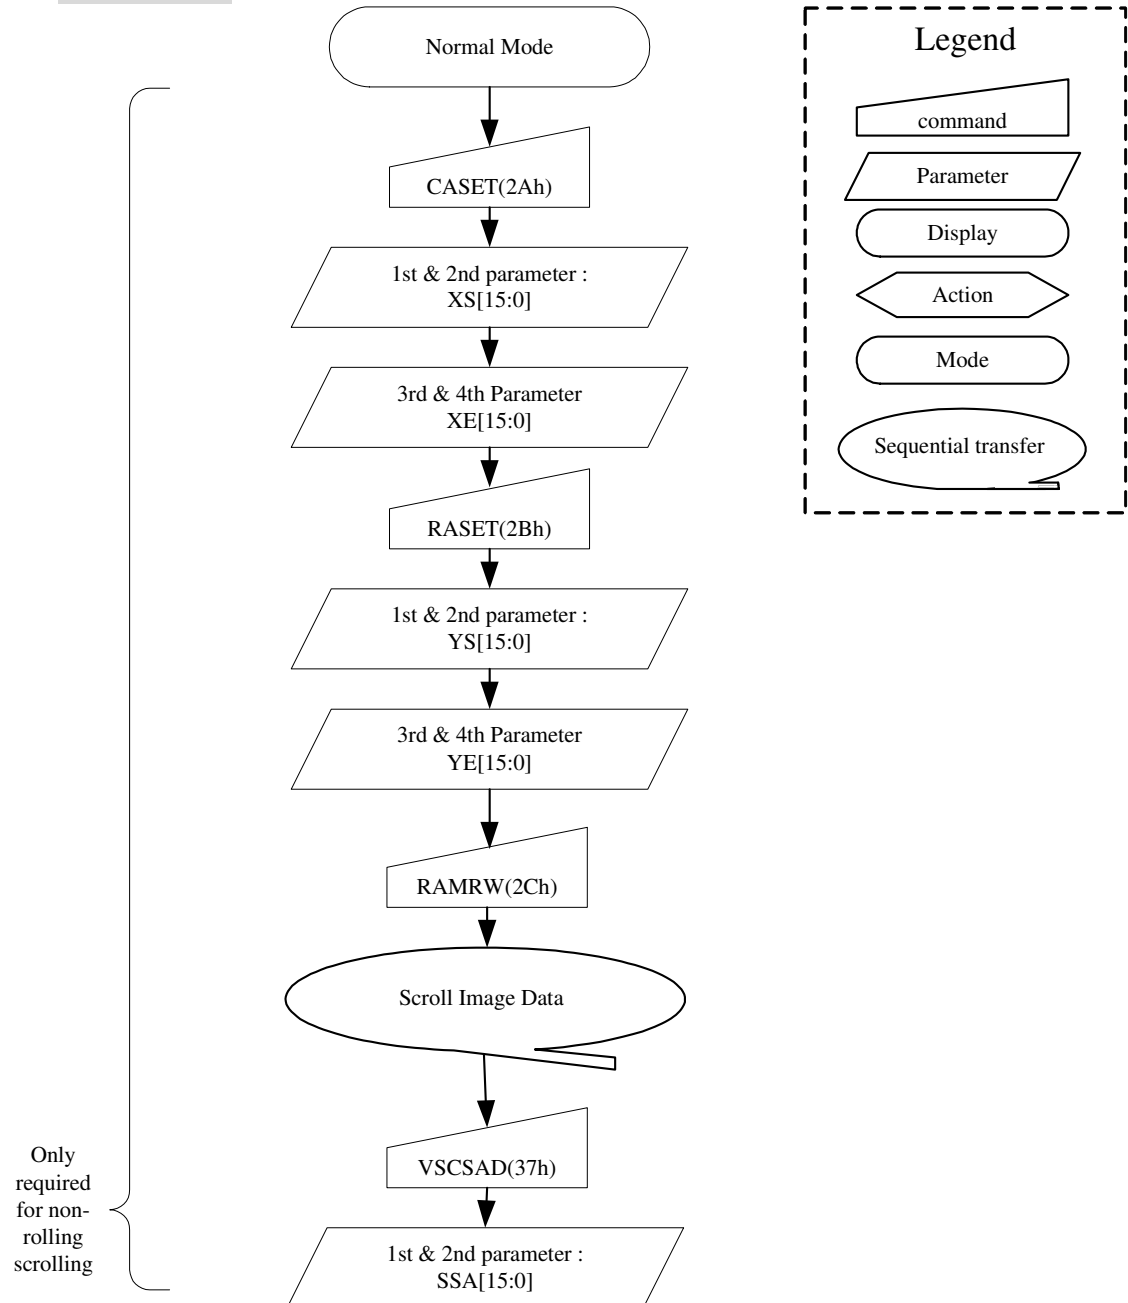 Normal Mode
CASET(2Ah)
1st & 2nd parameter :
XS[15:0]
3rd & 4th Parameter
XE[15:0]
RASET(2Bh)
1st & 2nd parameter :
YS[15:0]
3rd & 4th Parameter
YE[15:0]
RAMRW(2Ch)
Scroll Image Data
VSCSAD(37h)
1st & 2nd parameter :
SSA[15:0]
Only
required
for non-
rolling
scrolling
Legend
command
Parameter
Display
Action
Mode
Sequential transfer